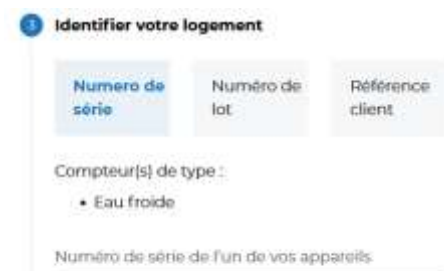 3 Identifier votre logement
Numero de série
Numéro de lot
Référence client
Compteur(s) de type :
• Eau froide
Numéro de série de l'un de vos appareils